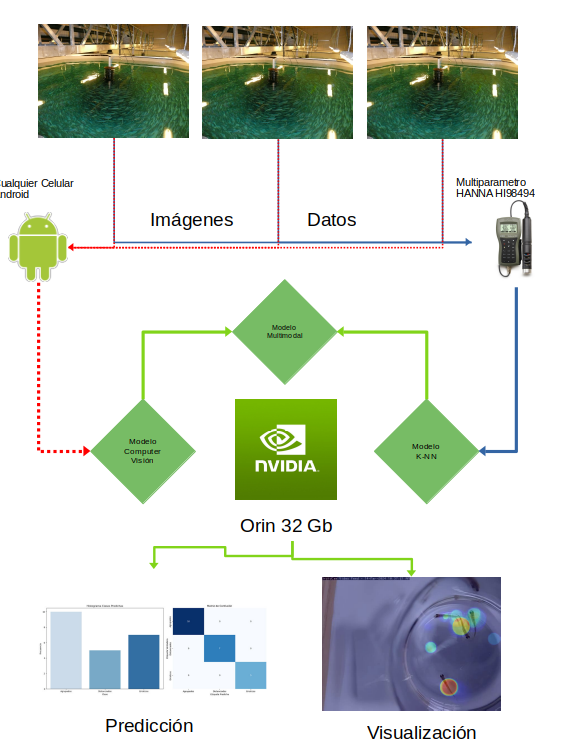 ualquier Celular
ndroid
Multiparametro
HANNA HI98494
Imágenes
Datos
Modelo
Multimodal
Modelo
Computer
Visión
NVIDIA
Modelo
K-NN
Orin 32 Gb
Predicción
Visualización